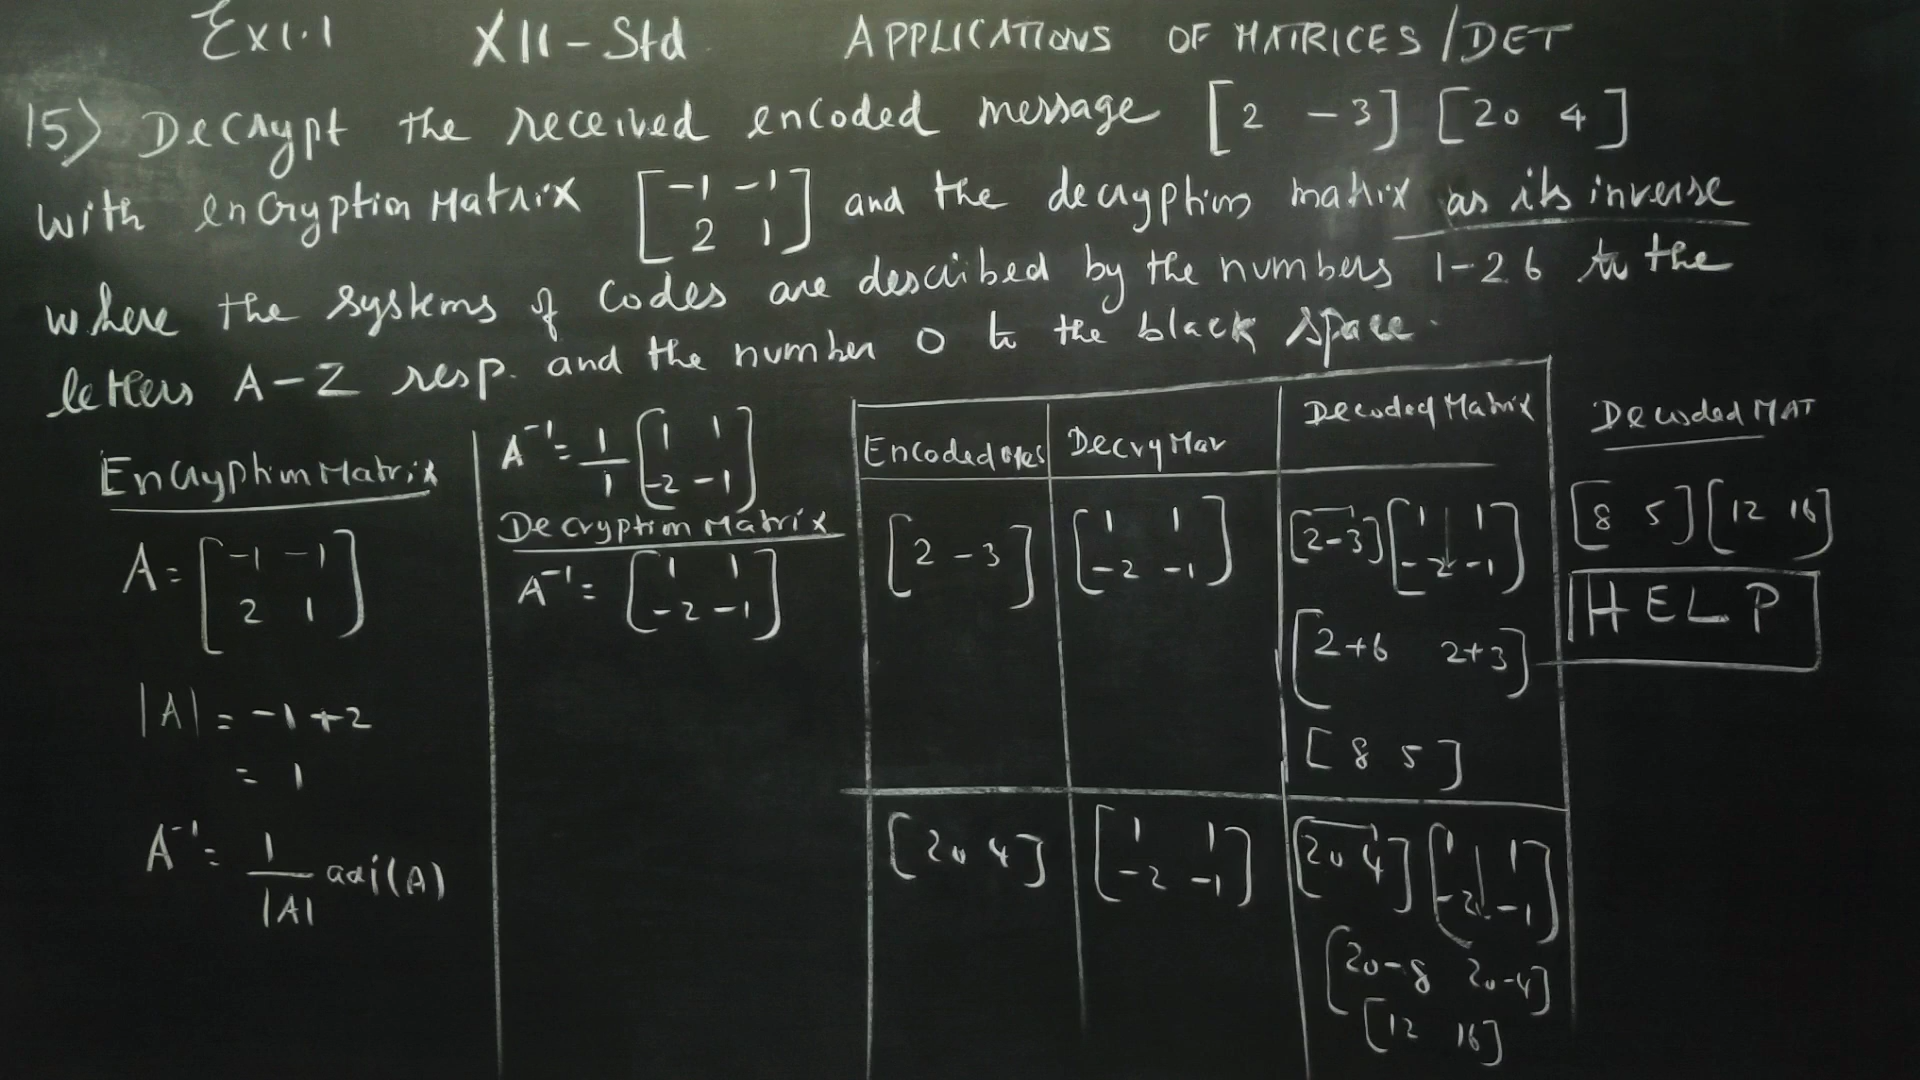 Ex1.1 XII-Std APPLICATIONS OF MATRICES/DET
15) Decrypt the received encoded message [2 -3] [20 4]
with encryption Matrix [-1 -1
2 1] and the decryption matrix as its inverse
where the systems of codes are described by the numbers 1-26 to the
letters A-Z resp. and the number 0 to the black space.
Encryption Matrix
A = [-1 -1
2 1]
|A| = -1 +2
= 1
A⁻¹ = 1/|A| adj(A)
A⁻¹ = 1/1 [1 1
-2 -1]
Decryption Matrix
A⁻¹ = [1 1
-2 -1]
Encoded Mes Decry Mat Decoded Matrix
[2 -3] [1 1
-2 -1] [2 -3] [1 1
-2 -1]
[2+6 2+3]
[8 5]
[20 4] [1 1
-2 -1] [20 4] [1 1
-2 -1]
[20-8 20-4]
[12 16]
Decoded MAT
[8 5] [12 16]
HELP